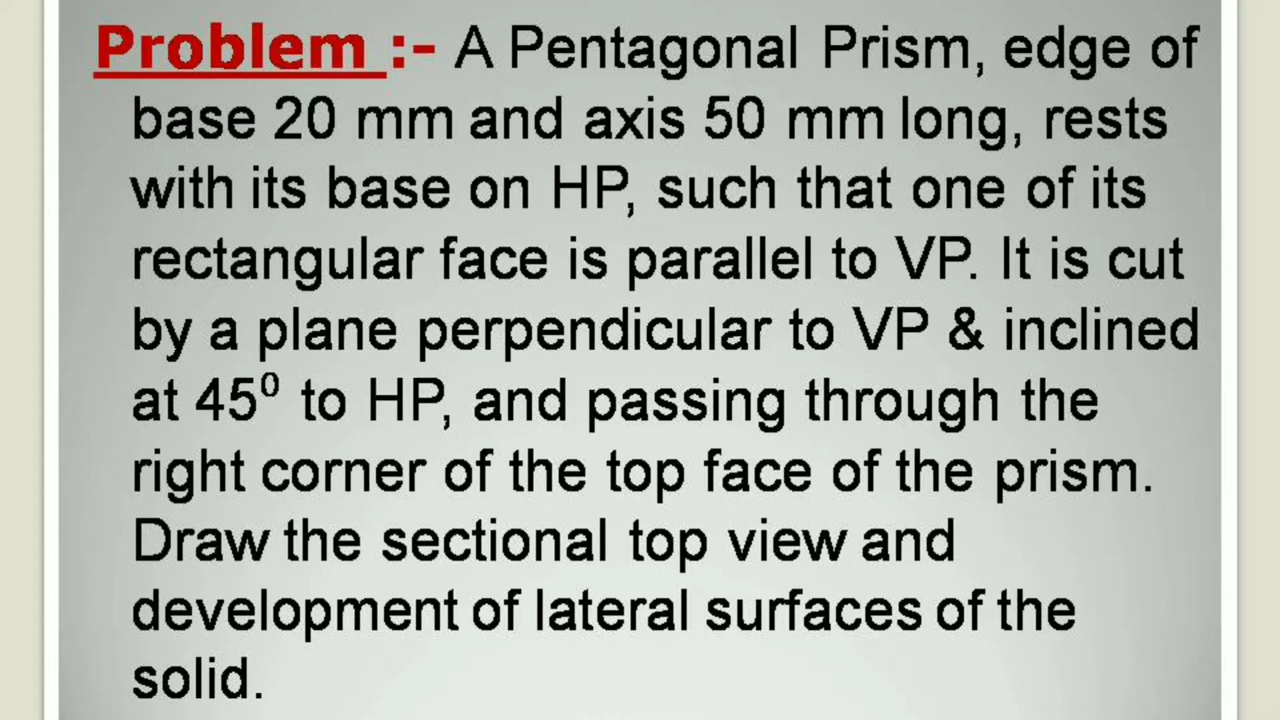 Problem :- A Pentagonal Prism, edge of
base 20 mm and axis 50 mm long, rests
with its base on HP, such that one of its
rectangular face is parallel to VP. It is cut
by a plane perpendicular to VP & inclined
at 45⁰ to HP, and passing through the
right corner of the top face of the prism.
Draw the sectional top view and
development of lateral surfaces of the
solid.